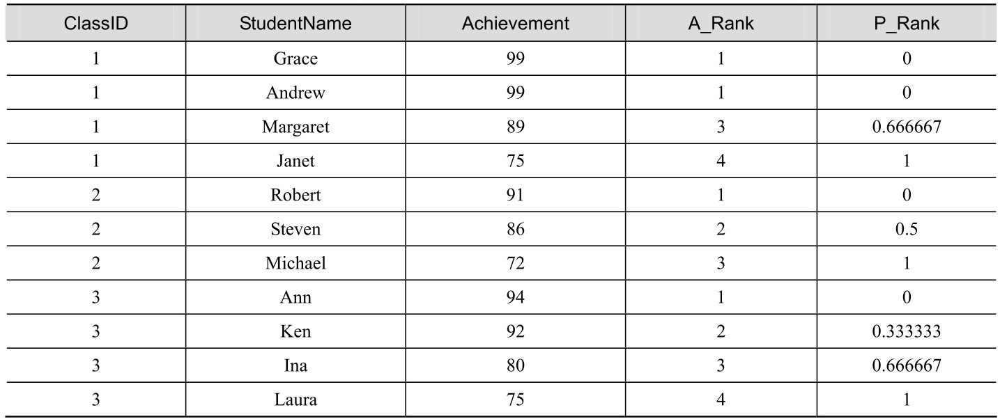 ClassID StudentName Achievement A_Rank P_Rank
1 Grace 99 1 0
1 Andrew 99 1 0
1 Margaret 89 3 0.666667
1 Janet 75 4 1
2 Robert 91 1 0
2 Steven 86 2 0.5
2 Michael 72 3 1
3 Ann 94 1 0
3 Ken 92 2 0.333333
3 Ina 80 3 0.666667
3 Laura 75 4 1